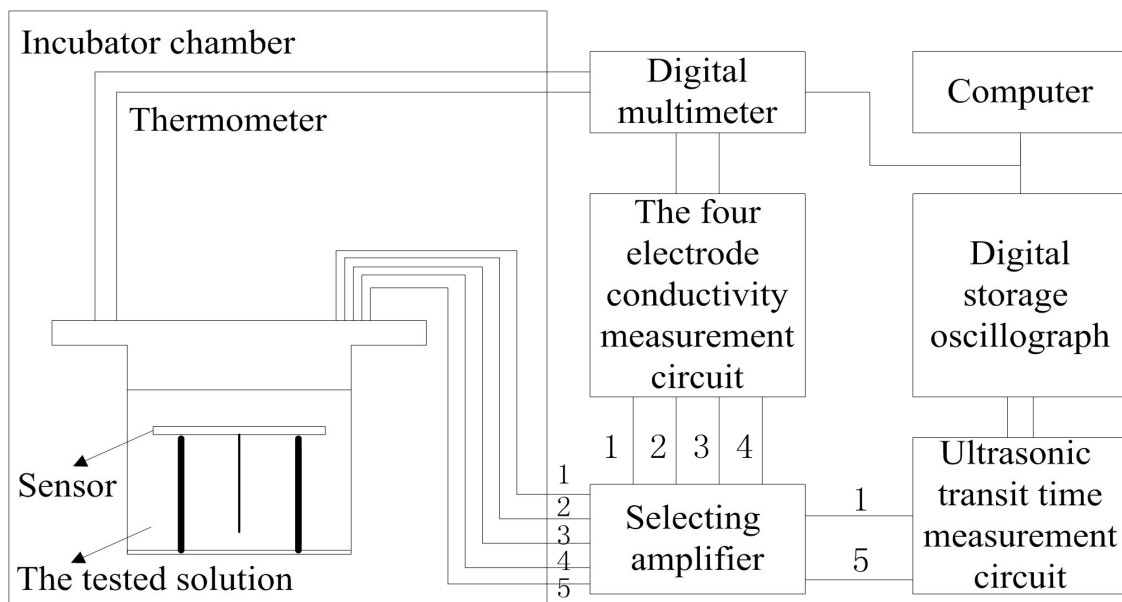 Incubator chamber
Thermometer
Sensor
The tested solution
1
2
3
4
5
Digital
multimeter
The four
electrode
conductivity
measurement
circuit
1 2 3 4
Selecting
amplifier
1
5
Computer
Digital
storage
oscillograph
Ultrasonic
transit time
measurement
circuit